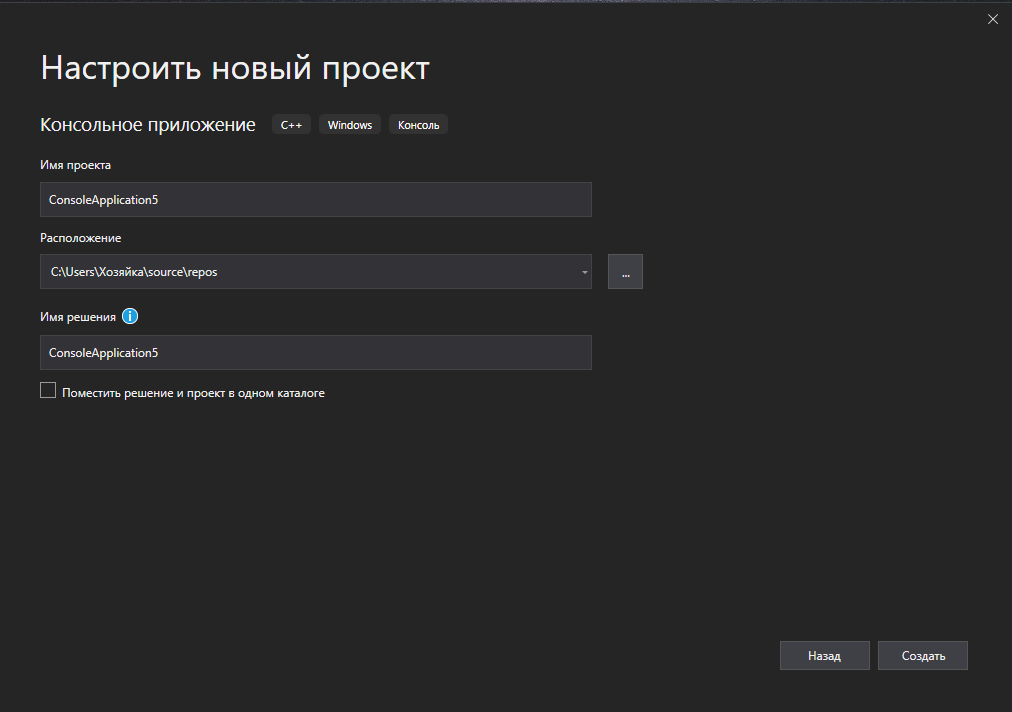 Настроить новый проект
Консольное приложение C++ Windows Консоль
Имя проекта
ConsoleApplication5
Расположение
C:\Users\Хозяйка\source\repos
...
Имя решения i
ConsoleApplication5
Поместить решение и проект в одном каталоге
Назад Создать